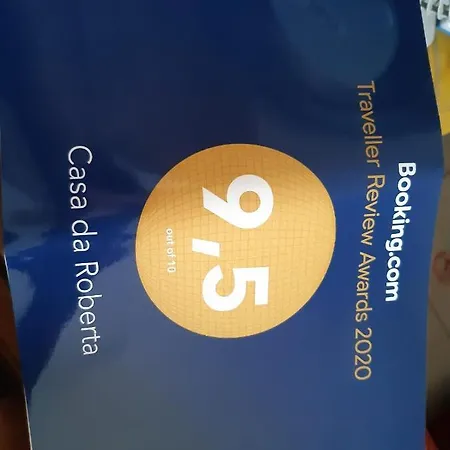 Booking.com
Traveller Review Awards 2020
9,5
out of 10
Casa da Roberta